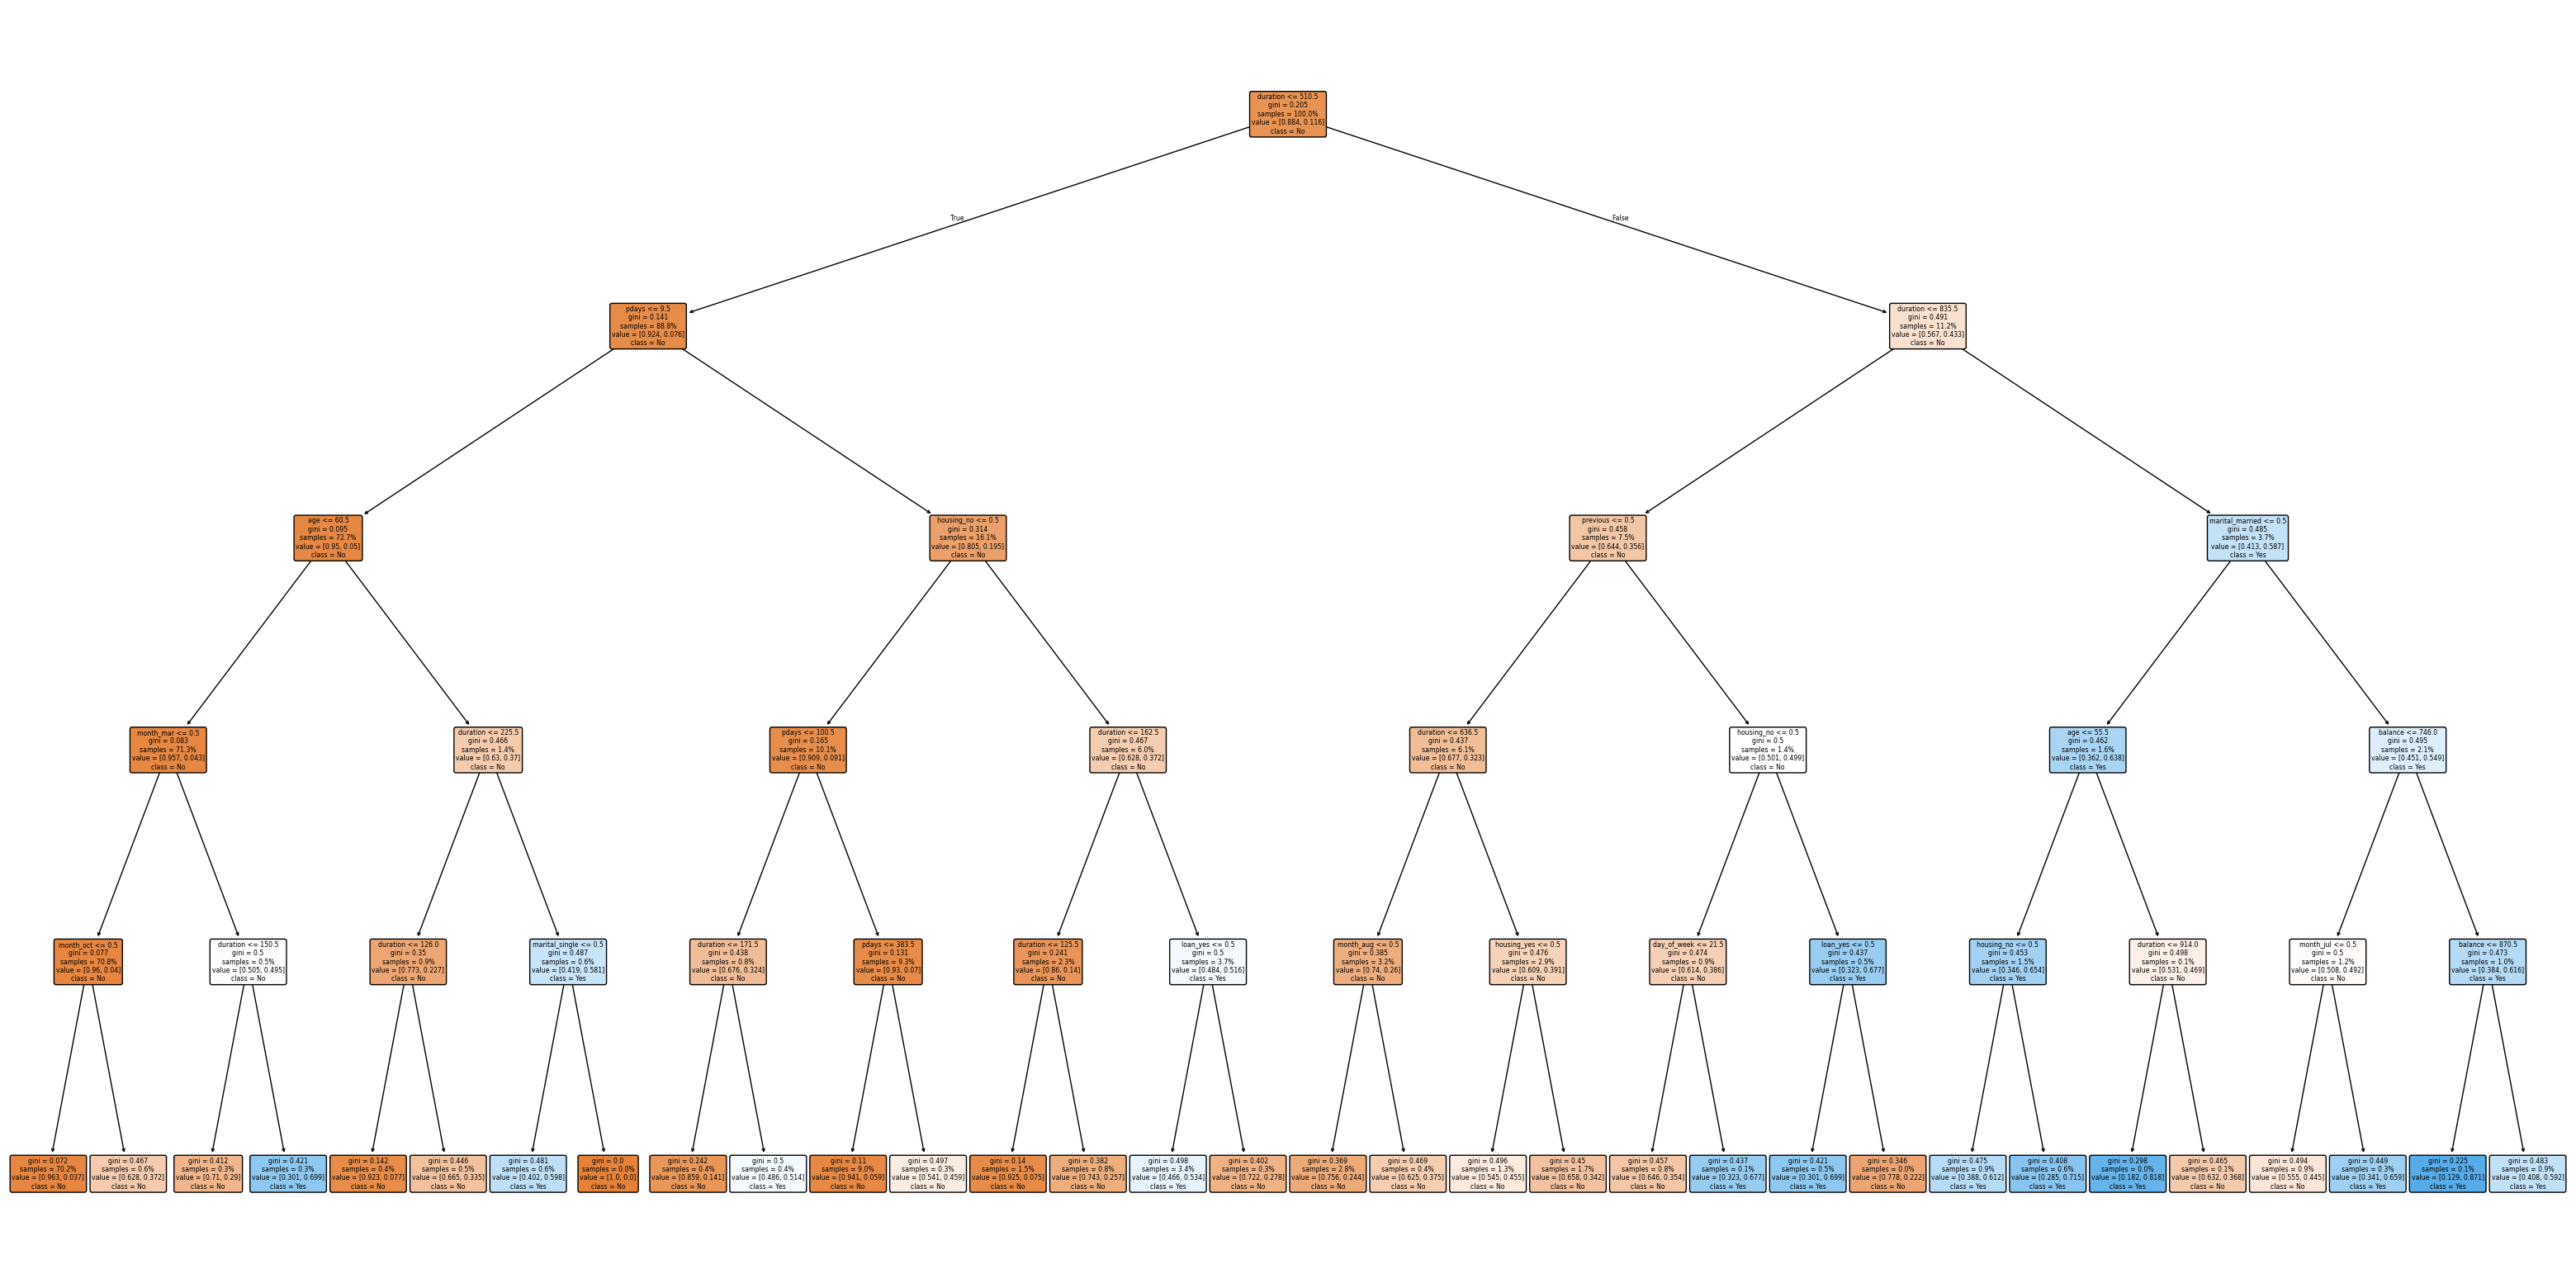 duration <= 510.5
gini = 0.205
samples = 100.0%
value = [0.884, 0.116]
class = No
True
False
pdays <= 9.5
gini = 0.141
samples = 88.8%
value = [0.924, 0.076]
class = No
duration <= 835.5
gini = 0.491
samples = 11.2%
value = [0.567, 0.433]
class = No
age <= 60.5
gini = 0.095
samples = 72.7%
value = [0.95, 0.05]
class = No
housing_no <= 0.5
gini = 0.314
samples = 16.1%
value = [0.805, 0.195]
class = No
previous <= 0.5
gini = 0.458
samples = 7.5%
value = [0.644, 0.356]
class = No
marital_married <= 0.5
gini = 0.485
samples = 3.7%
value = [0.413, 0.587]
class = Yes
month_mar <= 0.5
gini = 0.083
samples = 71.3%
value = [0.957, 0.043]
class = No
duration <= 225.5
gini = 0.466
samples = 1.4%
value = [0.63, 0.37]
class = No
pdays <= 100.5
gini = 0.165
samples = 10.1%
value = [0.909, 0.091]
class = No
duration <= 162.5
gini = 0.467
samples = 6.0%
value = [0.628, 0.372]
class = No
duration <= 636.5
gini = 0.437
samples = 6.1%
value = [0.677, 0.323]
class = No
housing_no <= 0.5
gini = 0.5
samples = 1.4%
value = [0.501, 0.499]
class = No
age <= 55.5
gini = 0.462
samples = 1.6%
value = [0.362, 0.638]
class = Yes
balance <= 746.0
gini = 0.495
samples = 2.1%
value = [0.451, 0.549]
class = Yes
month_oct <= 0.5
gini = 0.077
samples = 70.8%
value = [0.96, 0.04]
class = No
duration <= 150.5
gini = 0.5
samples = 0.5%
value = [0.505, 0.495]
class = No
duration <= 126.0
gini = 0.35
samples = 0.9%
value = [0.773, 0.227]
class = No
marital_single <= 0.5
gini = 0.487
samples = 0.6%
value = [0.419, 0.581]
class = Yes
duration <= 171.5
gini = 0.438
samples = 0.8%
value = [0.676, 0.324]
class = No
pdays <= 383.5
gini = 0.131
samples = 9.3%
value = [0.93, 0.07]
class = No
duration <= 125.5
gini = 0.241
samples = 2.3%
value = [0.86, 0.14]
class = No
loan_yes <= 0.5
gini = 0.5
samples = 3.7%
value = [0.484, 0.516]
class = Yes
month_aug <= 0.5
gini = 0.385
samples = 3.2%
value = [0.74, 0.26]
class = No
housing_yes <= 0.5
gini = 0.476
samples = 2.9%
value = [0.609, 0.391]
class = No
day_of_week <= 21.5
gini = 0.474
samples = 0.9%
value = [0.614, 0.386]
class = No
loan_yes <= 0.5
gini = 0.437
samples = 0.5%
value = [0.323, 0.677]
class = Yes
housing_no <= 0.5
gini = 0.453
samples = 1.5%
value = [0.346, 0.654]
class = Yes
duration <= 914.0
gini = 0.498
samples = 0.1%
value = [0.531, 0.469]
class = No
month_jul <= 0.5
gini = 0.5
samples = 1.2%
value = [0.508, 0.492]
class = No
balance <= 870.5
gini = 0.473
samples = 1.0%
value = [0.384, 0.616]
class = Yes
gini = 0.072
samples = 70.2%
value = [0.963, 0.037]
class = No
gini = 0.467
samples = 0.6%
value = [0.628, 0.372]
class = No
gini = 0.412
samples = 0.3%
value = [0.71, 0.29]
class = No
gini = 0.421
samples = 0.3%
value = [0.301, 0.699]
class = Yes
gini = 0.142
samples = 0.4%
value = [0.923, 0.077]
class = No
gini = 0.446
samples = 0.5%
value = [0.665, 0.335]
class = No
gini = 0.481
samples = 0.6%
value = [0.402, 0.598]
class = Yes
gini = 0.0
samples = 0.0%
value = [1.0, 0.0]
class = No
gini = 0.242
samples = 0.4%
value = [0.859, 0.141]
class = No
gini = 0.5
samples = 0.4%
value = [0.486, 0.514]
class = Yes
gini = 0.11
samples = 9.0%
value = [0.941, 0.059]
class = No
gini = 0.497
samples = 0.3%
value = [0.541, 0.459]
class = No
gini = 0.14
samples = 1.5%
value = [0.925, 0.075]
class = No
gini = 0.382
samples = 0.8%
value = [0.743, 0.257]
class = No
gini = 0.498
samples = 3.4%
value = [0.466, 0.534]
class = Yes
gini = 0.402
samples = 0.3%
value = [0.722, 0.278]
class = No
gini = 0.369
samples = 2.8%
value = [0.756, 0.244]
class = No
gini = 0.469
samples = 0.4%
value = [0.625, 0.375]
class = No
gini = 0.496
samples = 1.3%
value = [0.545, 0.455]
class = No
gini = 0.45
samples = 1.7%
value = [0.658, 0.342]
class = No
gini = 0.457
samples = 0.8%
value = [0.646, 0.354]
class = No
gini = 0.437
samples = 0.1%
value = [0.323, 0.677]
class = Yes
gini = 0.421
samples = 0.5%
value = [0.301, 0.699]
class = Yes
gini = 0.346
samples = 0.0%
value = [0.778, 0.222]
class = No
gini = 0.475
samples = 0.9%
value = [0.388, 0.612]
class = Yes
gini = 0.408
samples = 0.6%
value = [0.285, 0.715]
class = Yes
gini = 0.298
samples = 0.0%
value = [0.182, 0.818]
class = Yes
gini = 0.465
samples = 0.1%
value = [0.632, 0.368]
class = No
gini = 0.494
samples = 0.9%
value = [0.555, 0.445]
class = No
gini = 0.449
samples = 0.3%
value = [0.341, 0.659]
class = Yes
gini = 0.225
samples = 0.1%
value = [0.129, 0.871]
class = Yes
gini = 0.483
samples = 0.9%
value = [0.408, 0.592]
class = Yes